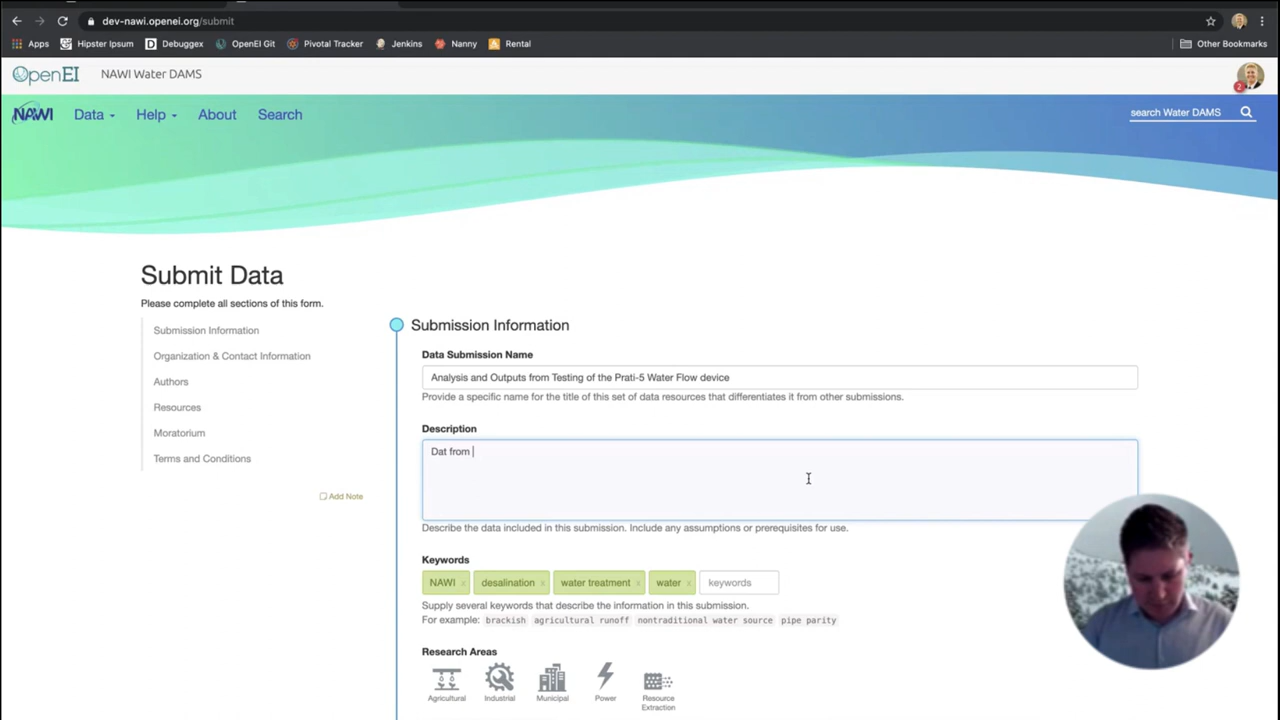 dev-nawi.openei.org/submit
Apps Hipster Ipsum Debuggex OpenEI Git Pivotal Tracker Jenkins Nanny Rental Other Bookmarks
OpenEI NAWI Water DAMS
2
NAWI Data Help About Search search Water DAMS
Submit Data
Please complete all sections of this form.
Submission Information
Organization & Contact Information
Authors
Resources
Moratorium
Terms and Conditions
Add Note
Submission Information
Data Submission Name
Analysis and Outputs from Testing of the Prati-5 Water Flow device
Provide a specific name for the title of this set of data resources that differentiates it from other submissions.
Description
Dat from
Describe the data included in this submission. Include any assumptions or prerequisites for use.
Keywords
NAWI x desalination x water treatment x water x keywords
Supply several keywords that describe the information in this submission.
For example: brackish agricultural runoff nontraditional water source pipe parity
Research Areas
Agricultural Industrial Municipal Power Resource
Extraction